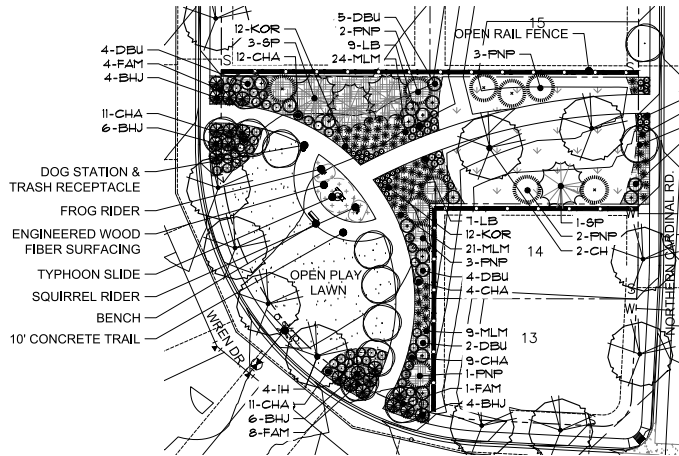 15
5-DBU
2-PNP
9-LB
24-MLM
12-KOR
3-SP
12-CHA
OPEN RAIL FENCE
3-PNP
4-DBU
4-FAM
4-BHJ
S
S
11-CHA
6-BHJ
DOG STATION &
TRASH RECEPTACLE
FROG RIDER
ENGINEERED WOOD
FIBER SURFACING
TYPHOON SLIDE
SQUIRREL RIDER
BENCH
10' CONCRETE TRAIL
OPEN PLAY
LAWN
WREN DR.
7-LB
12-KOR
21-MLM
3-PNP
4-DBU
4-CHA
1-SP
2-PNP
2-CH
14
W
S
W
NORTHERN CARDINAL RD.
9-MLM
2-DBU
9-CHA
1-PNP
1-FAM
4-BHJ
13
4-IH
11-CHA
6-BHJ
8-FAM